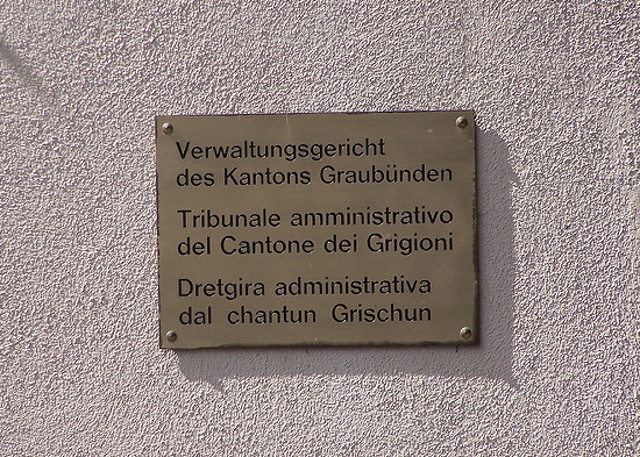 Verwaltungsgericht
des Kantons Graubünden
Tribunale amministrativo
del Cantone dei Grigioni
Dretgira administrativa
dal chantun Grischun